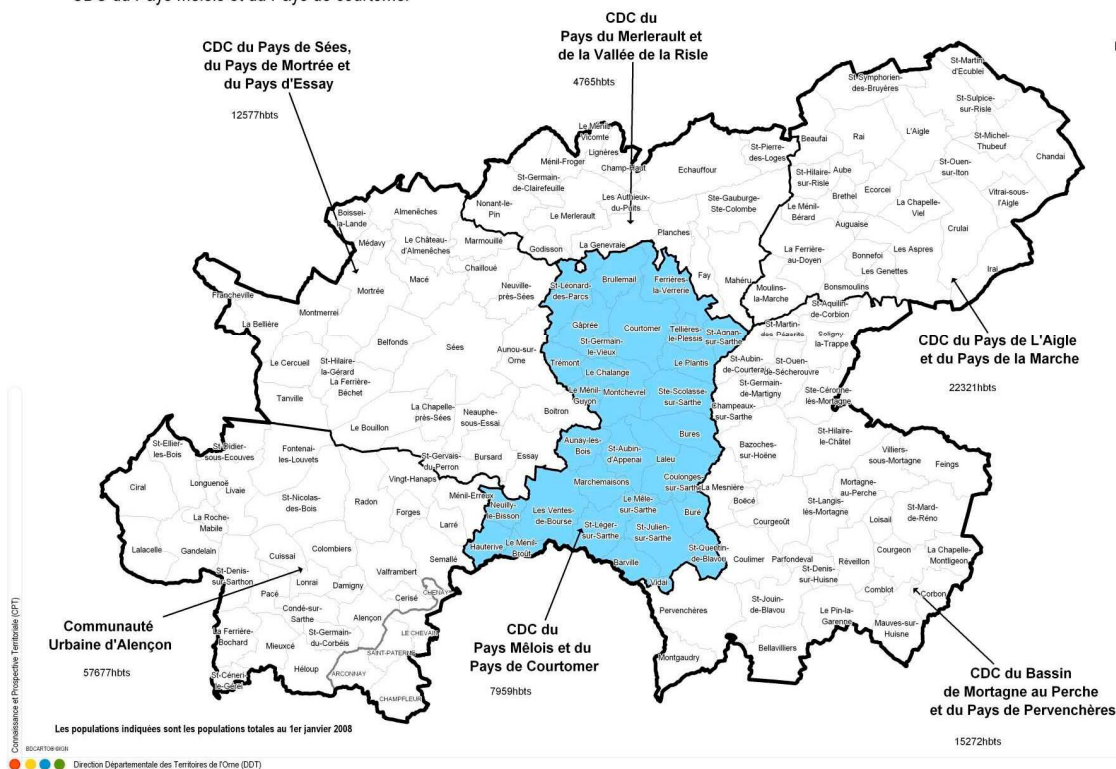 CDC du
Pays du Merlerault et
de la Vallée de la Risle
4765hbts
CDC du Pays de Sées,
du Pays de Mortrée et
du Pays d'Essay
12577hbts
CDC du Pays de L'Aigle
et du Pays de la Marche
22321hbts
Communauté
Urbaine d'Alençon
57677hbts
CDC du
Pays Mêlois et du
Pays de Courtomer
7959hbts
CDC du Bassin
de Mortagne au Perche
et du Pays de Pervenchères
15272hbts
St-Martin-
d'Ecublei
St-Symphorien-
des-Bruyères
St-Sulpice-
sur-Risle
L'Aigle
Rai
Beaufai
St-Michel-
Thubeuf
Chandai
St-Ouen-
sur-Iton
St-Hilaire-
sur-Risle
Aube
Brethel
Ecorcei
Vitrai-sous-
l'Aigle
La Chapelle-
Viel
Le Ménil-
Bérard
Auguaise
Crulai
La Ferrière-
au-Doyen
Bonnefoi
Les Aspres
Les Genettes
Irai
Bonsmoulins
Moulins-
la-Marche
Mahéru
Fay
Planches
Ste-Gauburge-
Ste-Colombe
Echauffour
St-Pierre-
des-Loges
Le Ménil-
Vicomte
Lignères
Ménil-Froger
Champ-Haut
St-Germain-
de-Clairefeuille
Les Authieux-
du-Puits
Nonant-le-
Pin
Le Merlerault
Godisson
La Genevraie
Boissei-
la-Lande
Almenêches
Médavy
Le Château-
d'Almenêches
Marmouillé
Chailloué
Macé
Mortrée
Neuville-
près-Sées
Francheville
Montmerrei
La Bellière
Belfonds
Sées
Aunou-sur-
Orne
Le Cercueil
St-Hilaire-
la-Gérard
La Ferrière-
Béchet
Tanville
La Chapelle-
près-Sées
Neauphe-
sous-Essai
Boitron
Le Bouillon
St-Gervais-
du-Perron
Bursard
Essay
St-Léonard-
des-Parcs
Brullemail
Ferrières-
la-Verrerie
Gâprée
Courtomer
Tellières-
le-Plessis
St-Agnan-
sur-Sarthe
St-Germain-
le-Vieux
Trémont
Le Chalange
Le Plantis
Le Ménil-
Guyon
Montchevrel
Ste-Scolasse-
sur-Sarthe
Bures
Aunay-les-
Bois
St-Aubin-
d'Appenai
Laleu
Marchemaisons
Coulonges-
sur-Sarthe
Neuilly-
le-Bisson
Les Ventes-
de-Bourse
Le Mêle-
sur-Sarthe
Buré
St-Léger-
sur-Sarthe
St-Julien-
sur-Sarthe
Hauterive
Le Ménil-
Broût
Barville
St-Quentin-
de-Blavou
Vidai
St-Aquilin-
de-Corbion
St-Martin-
des-Pézerits
Soligny-
la-Trappe
St-Aubin-
de-Courteraie
St-Ouen-
de-Sécherouvre
St-Germain-
de-Martigny
Ste-Céronne-
lès-Mortagne
Champeaux-
sur-Sarthe
St-Hilaire-
le-Châtel
Bazoches-
sur-Hoëne
Villiers-
sous-Mortagne
Feings
La Mesnière
Mortagne-
au-Perche
Boëcé
St-Langis-
lès-Mortagne
St-Mard-
de-Réno
Courgeoût
Loisail
Coulimer
Parfondeval
Réveillon
Courgeon
La Chapelle-
Montligeon
St-Denis-
sur-Huisne
Comblot
Corbon
Pervenchères
St-Jouin-
de-Blavou
Le Pin-la-
Garenne
Mauves-sur-
Huisne
Montgaudry
Bellavilliers
St-Ellier-
les-Bois
St-Didier-
sous-Ecouves
Fontenai-
les-Louvets
Ciral
Longuenoë
Livaie
Vingt-Hanaps
St-Nicolas-
des-Bois
Radon
Ménil-Erreux
La Roche-
Mabile
Forges
Larré
Lalacelle
Gandelain
Cuissai
Colombiers
Semallé
St-Denis-
sur-Sarthon
Lonrai
Valframbert
Pacé
Damigny
CHENAY
Cerisé
Condé-sur-
Sarthe
Alençon
La Ferrière-
Bochard
St-Germain-
du-Corbéis
LE CHEVAIN
Mieuxcé
SAINT-PATERNE
Héloup
ARCONNAY
St-Céneri-
le-Gérei
CHAMPFLEUR
Les populations indiquées sont les populations totales au 1er janvier 2008
Connaissance et Prospective Territoriale (CPT)
BDCARTO® ©IGN
Direction Départementale des Territoires de l'Orne (DDT)